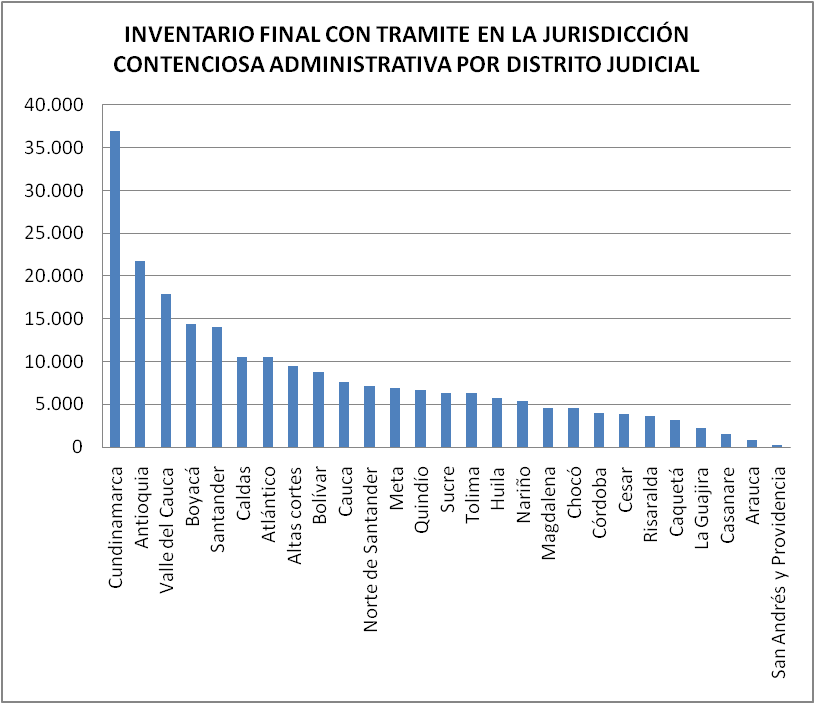 INVENTARIO FINAL CON TRAMITE EN LA JURISDICCIÓN
CONTENCIOSA ADMINISTRATIVA POR DISTRITO JUDICIAL
40.000
35.000
30.000
25.000
20.000
15.000
10.000
5.000
0
Cundinamarca
Antioquia
Valle del Cauca
Boyacá
Santander
Caldas
Atlántico
Altas cortes
Bolívar
Cauca
Norte de Santander
Meta
Quindío
Sucre
Tolima
Huila
Nariño
Magdalena
Chocó
Córdoba
Cesar
Risaralda
Caquetá
La Guajira
Casanare
Arauca
San Andrés y Providencia